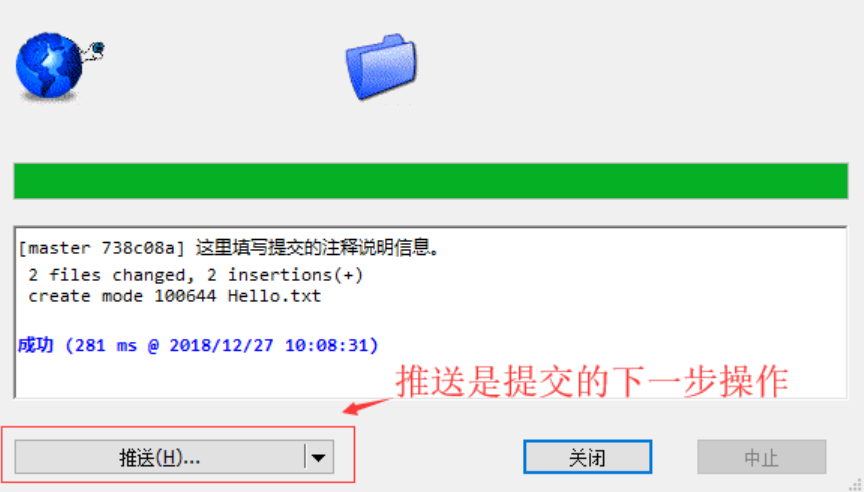 [master 738c08a] 这里填写提交的注释说明信息。
2 files changed, 2 insertions(+)
create mode 100644 Hello.txt
成功 (281 ms @ 2018/12/27 10:08:31)
推送是提交的下一步操作
推送(H)...
关闭
中止